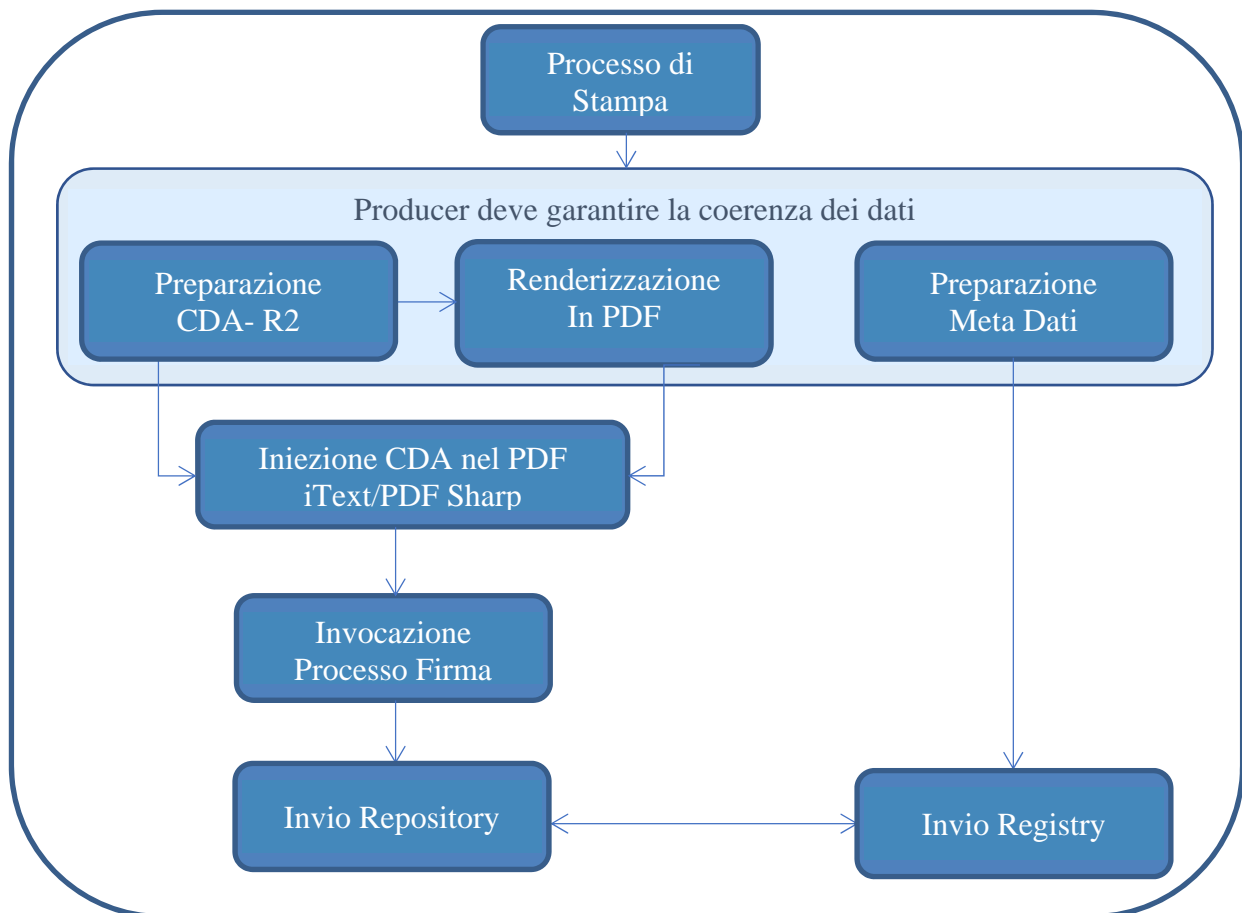 Processo di
Stampa
Producer deve garantire la coerenza dei dati
Preparazione
CDA- R2
Renderizzazione
In PDF
Preparazione
Meta Dati
Iniezione CDA nel PDF
iText/PDF Sharp
Invocazione
Processo Firma
Invio Repository
Invio Registry